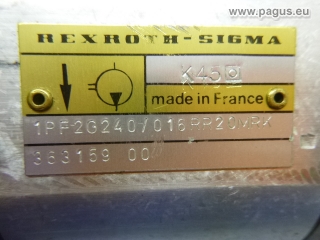 © www.pagus.eu
REXROTH-SIGMA
K45
made in France
1PF2G240/016RR20MRK
363159 00